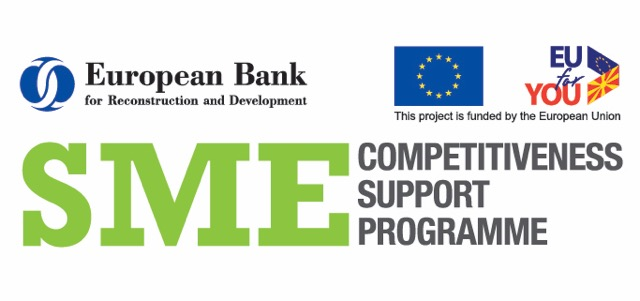 European Bank
for Reconstruction and Development
EU
for
YOU
This project is funded by the European Union
SME
COMPETITIVENESS
SUPPORT
PROGRAMME